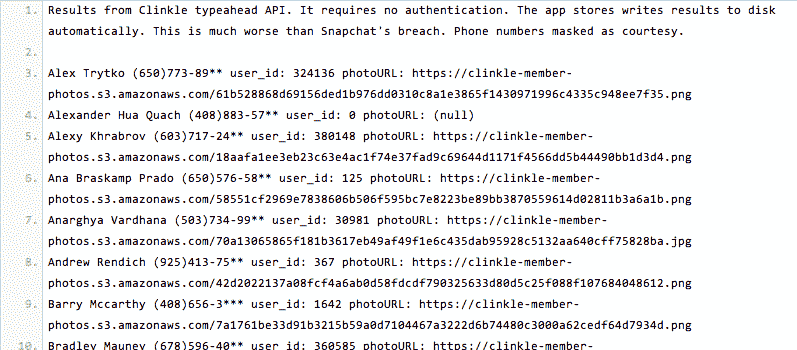 1. Results from Clinkle typeahead API. It requires no authentication. The app stores writes results to disk
automatically. This is much worse than Snapchat's breach. Phone numbers masked as courtesy.
2.
3. Alex Trytko (650)773-89** user_id: 324136 photoURL: https://clinkle-member-
photos.s3.amazonaws.com/61b528868d69156ded1b976dd0310c8a1e3865f1430971996c4335c948ee7f35.png
4. Alexander Hua Quach (408)883-57** user_id: 0 photoURL: (null)
5. Alexy Khrabrov (603)717-24** user_id: 380148 photoURL: https://clinkle-member-
photos.s3.amazonaws.com/18aafa1ee3eb23c63e4ac1f74e37fad9c69644d1171f4566dd5b44490bb1d3d4.png
6. Ana Braskamp Prado (650)576-58** user_id: 125 photoURL: https://clinkle-member-
photos.s3.amazonaws.com/58551cf2969e7838606b506f595bc7e8223be89bb3870559614d02811b3a6a1b.png
7. Anarghya Vardhana (503)734-99** user_id: 30981 photoURL: https://clinkle-member-
photos.s3.amazonaws.com/70a13065865f181b3617eb49af49f1e6c435dab95928c5132aa640cff75828ba.jpg
8. Andrew Rendich (925)413-75** user_id: 367 photoURL: https://clinkle-member-
photos.s3.amazonaws.com/42d2022137a08fcf4a6ab0d58fdcdf790325633d80d5c25f088f107684048612.png
9. Barry Mccarthy (408)656-3*** user_id: 1642 photoURL: https://clinkle-member-
photos.s3.amazonaws.com/7a1761be33d91b3215b59a0d7104467a3222d6b74480c3000a62cedf64d7934d.png
10. Bradley Mauney (678)596-40** user_id: 360585 photoURL: https://clinkle-member-